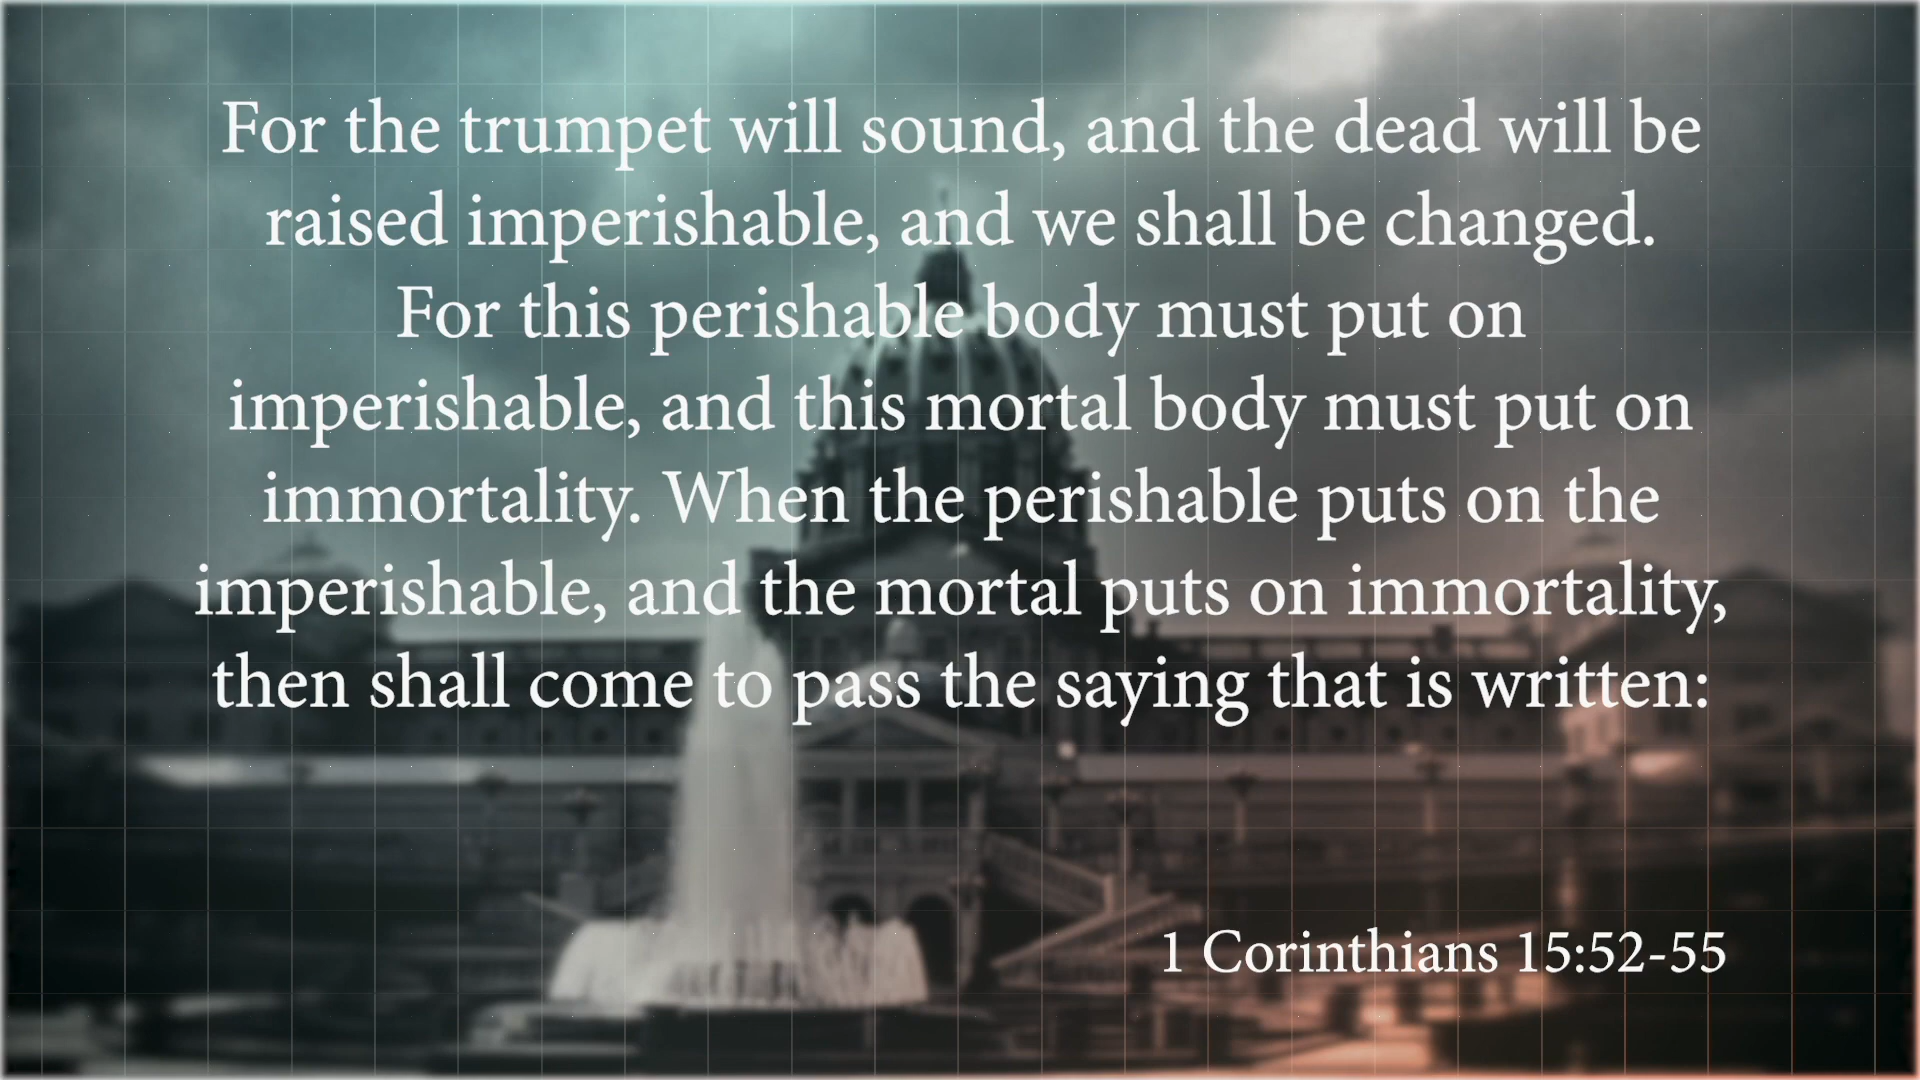 For the trumpet will sound, and the dead will be
raised imperishable, and we shall be changed.
For this perishable body must put on
imperishable, and this mortal body must put on
immortality. When the perishable puts on the
imperishable, and the mortal puts on immortality,
then shall come to pass the saying that is written:
1 Corinthians 15:52-55